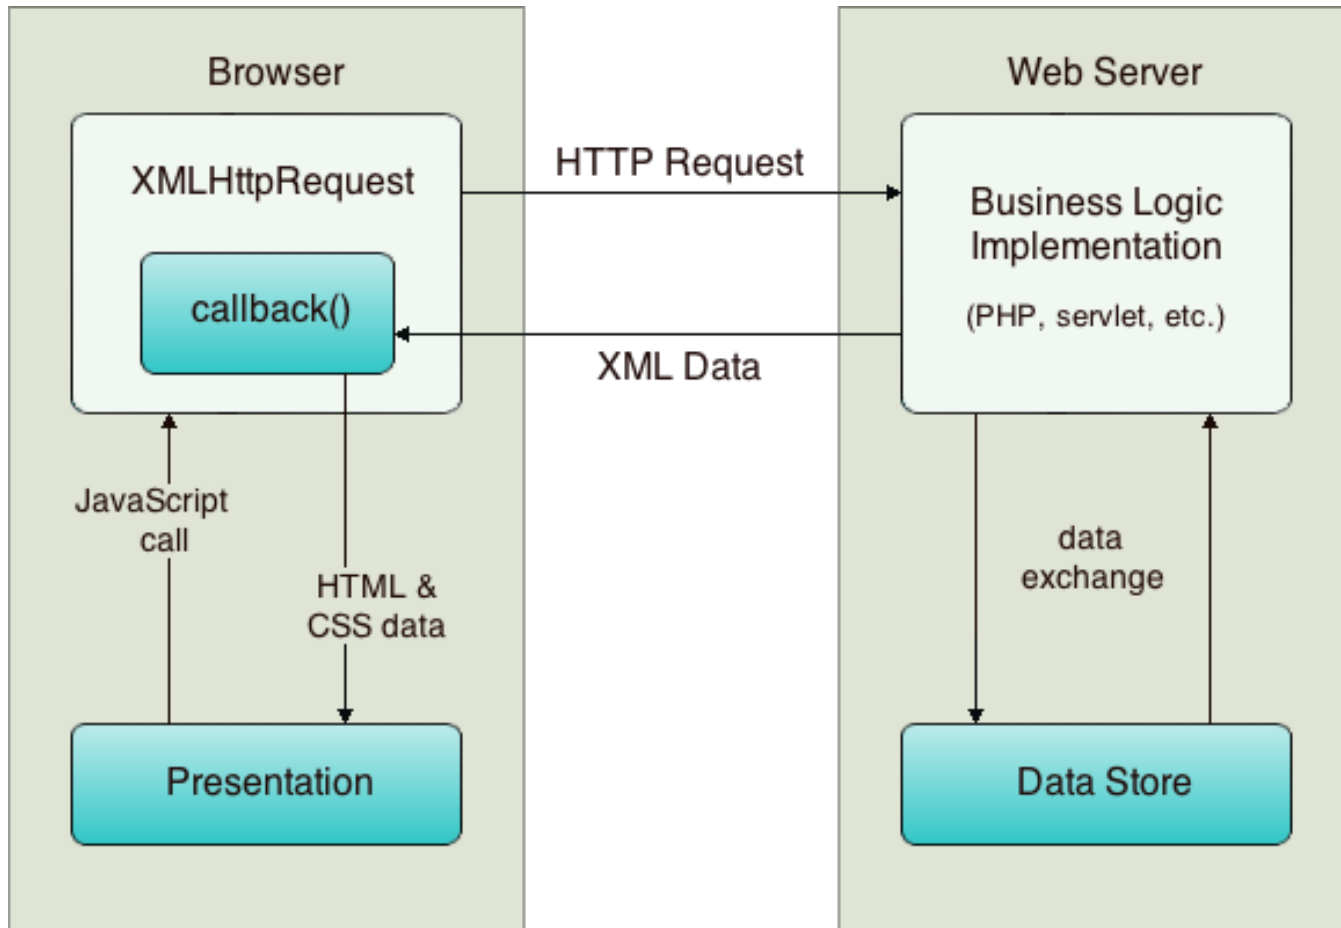 Browser
XMLHttpRequest
callback()
JavaScript
call
HTML &
CSS data
Presentation
HTTP Request
XML Data
Web Server
Business Logic
Implementation
(PHP, servlet, etc.)
data
exchange
Data Store